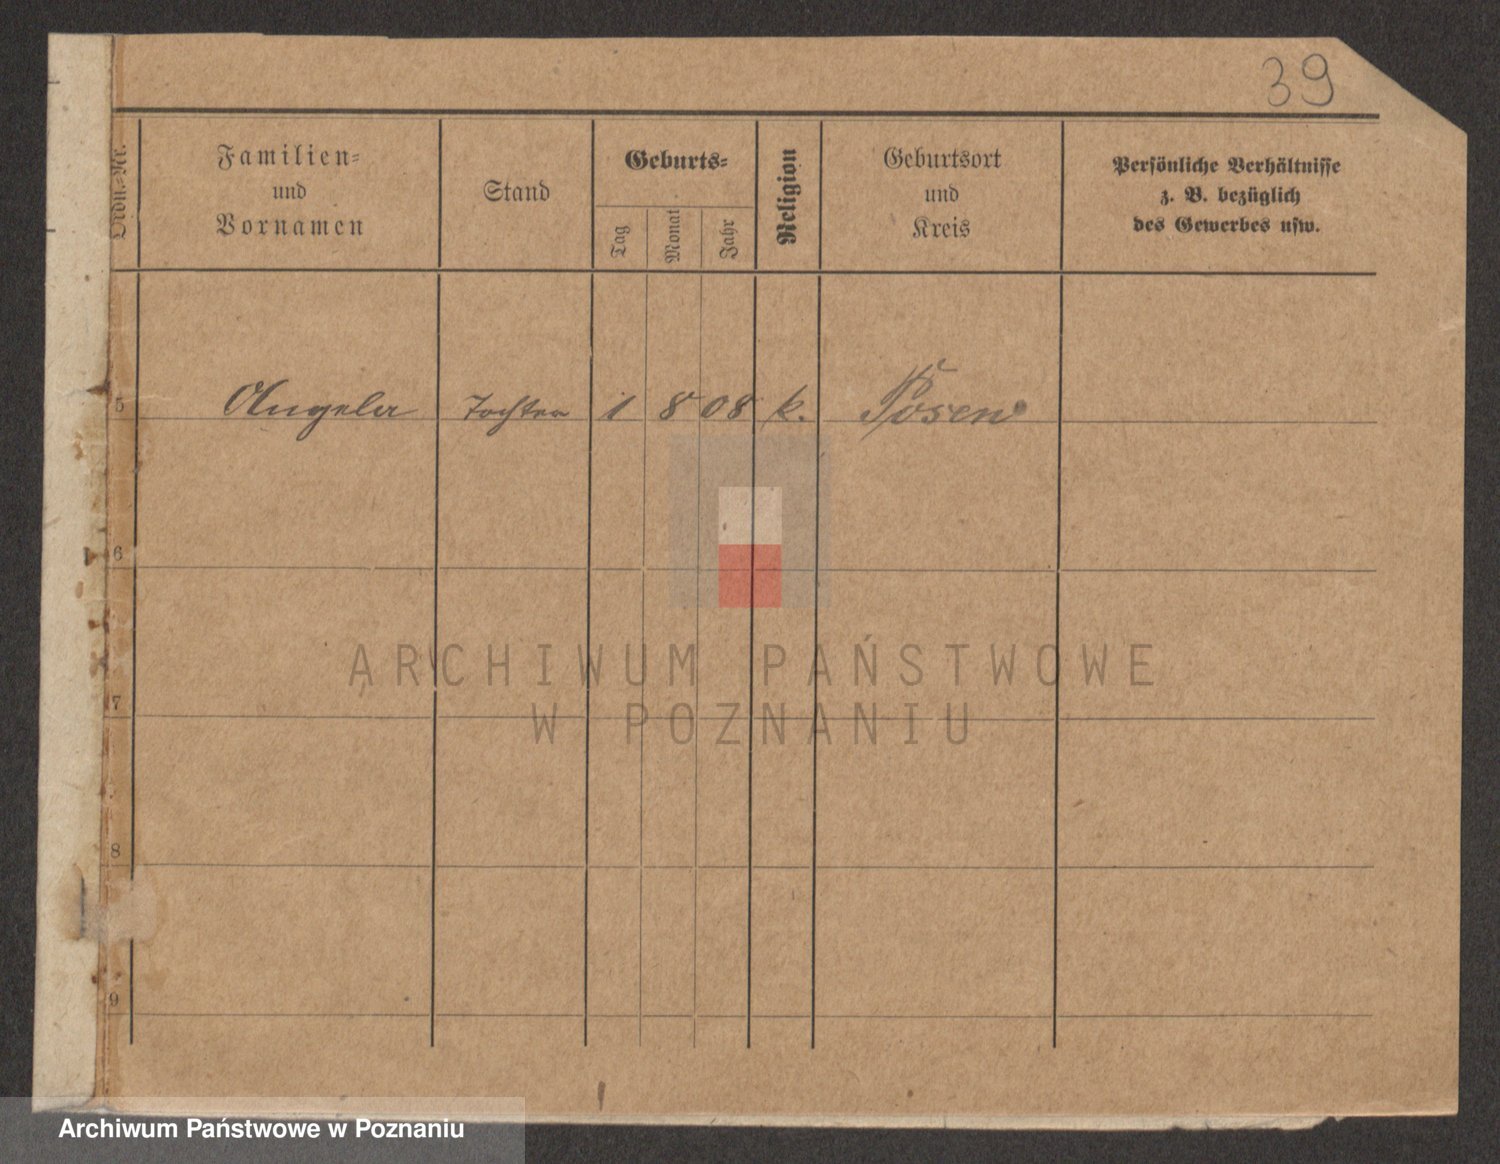 39
Ordn.-Nr.
Familien-
und
Vornamen
Stand
Geburts-
Tag
Monat
Jahr
Religion
Geburtsort
und
Kreis
Persönliche Verhältnisse
z. B. bezüglich
des Gewerbes usw.
5 Angela Tochter 1 8 08 k. Posen
6
7
8
9
ARCHIWUM PAŃSTWOWE
W POZNANIU
Archiwum Państwowe w Poznaniu